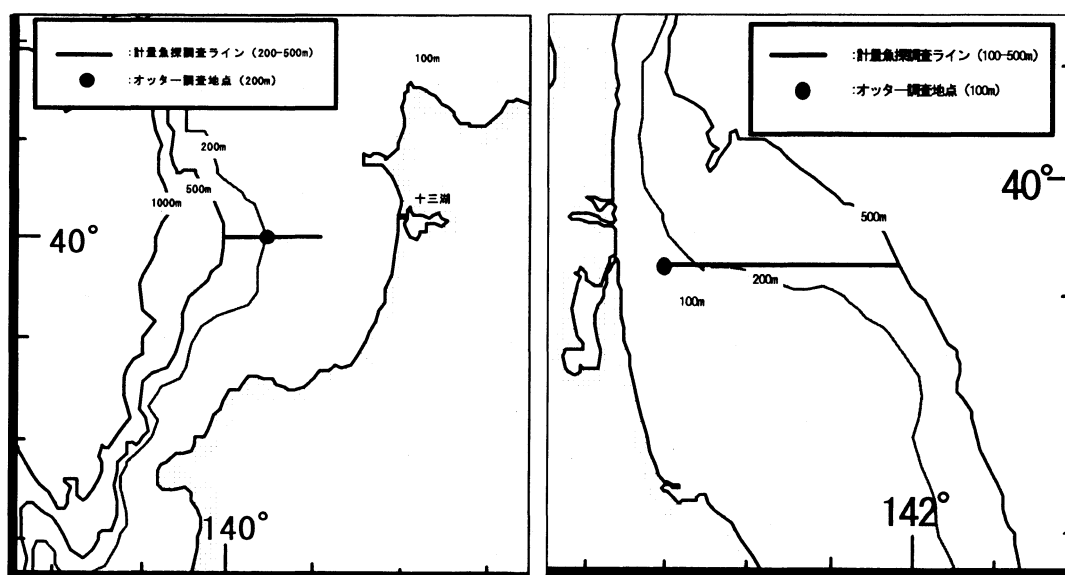 :計量魚探調査ライン(200-500m)
:オッター調査地点(200m)
100m
200m
500m
1000m
十三湖
40°
140°
:計量魚探調査ライン(100-500m)
:オッター調査地点(100m)
40°
500m
200m
100m
142°